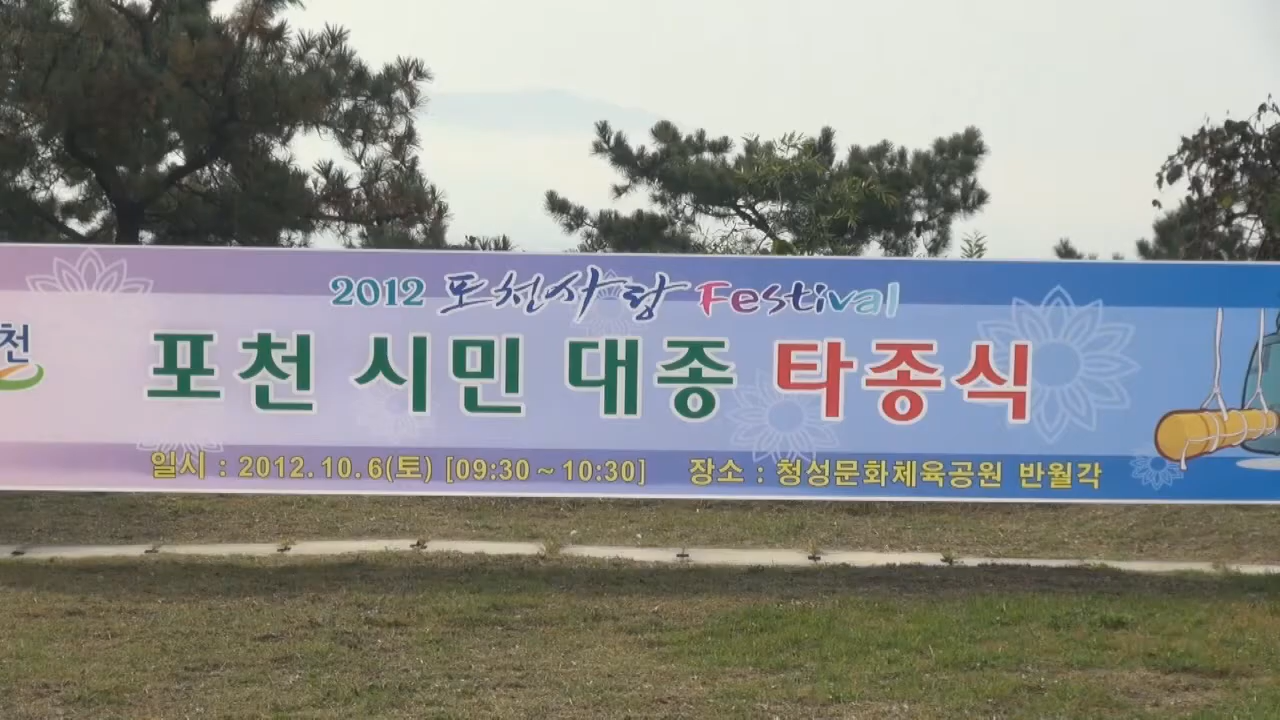 2012 포천사랑 Festival
천
포천 시민 대종 타종식
일시 : 2012.10.6(토) [09:30 ~ 10:30] 장소 : 청성문화체육공원 반월각